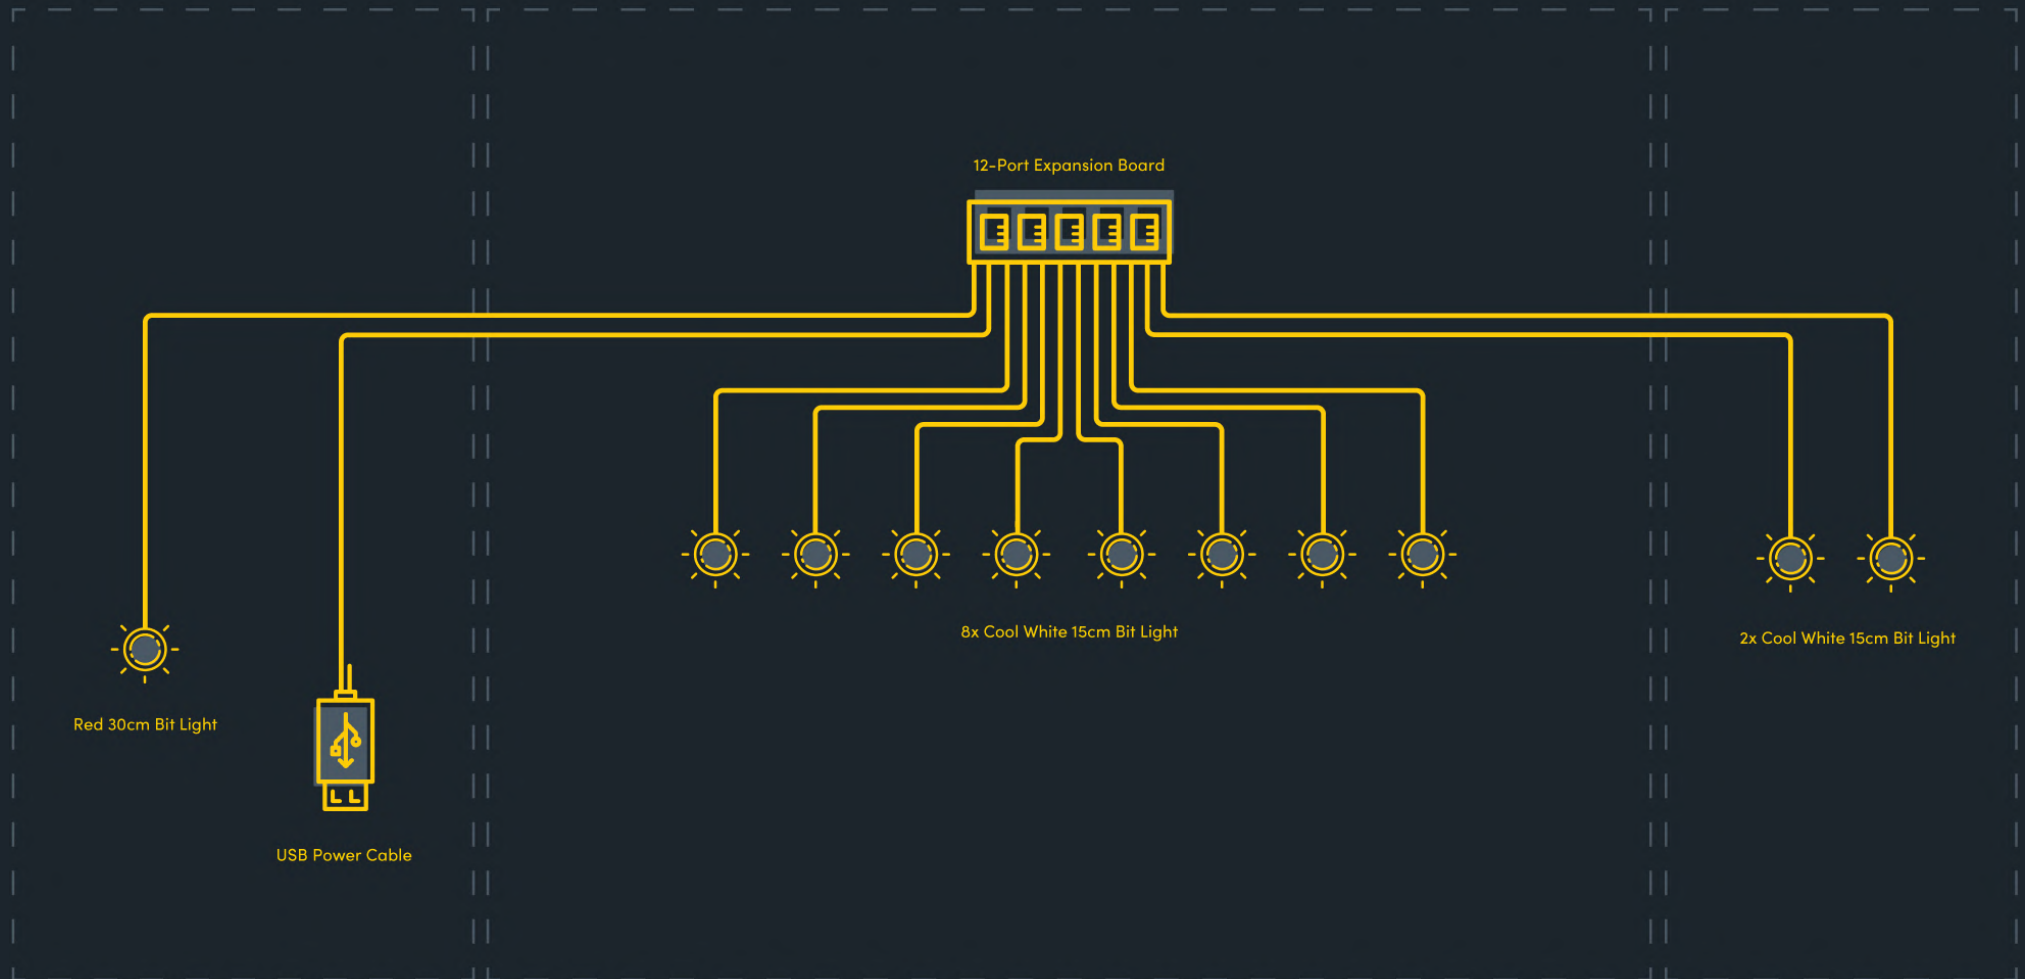 12-Port Expansion Board
8x Cool White 15cm Bit Light
2x Cool White 15cm Bit Light
Red 30cm Bit Light
USB Power Cable